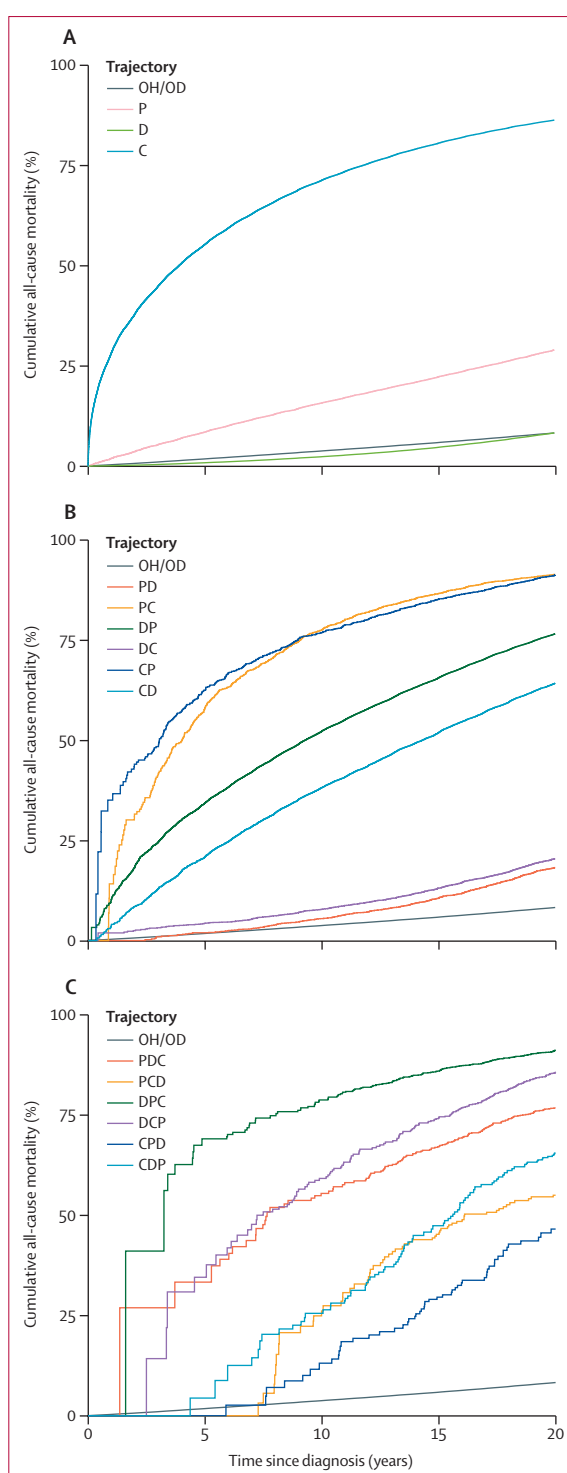 A
Trajectory
OH/OD
P
D
C
Cumulative all-cause mortality (%)
100
75
50
25
0
B
Trajectory
OH/OD
PD
PC
DP
DC
CP
CD
Cumulative all-cause mortality (%)
100
75
50
25
0
C
Trajectory
OH/OD
PDC
PCD
DPC
DCP
CPD
CDP
Cumulative all-cause mortality (%)
100
75
50
25
0
0 5 10 15 20
Time since diagnosis (years)